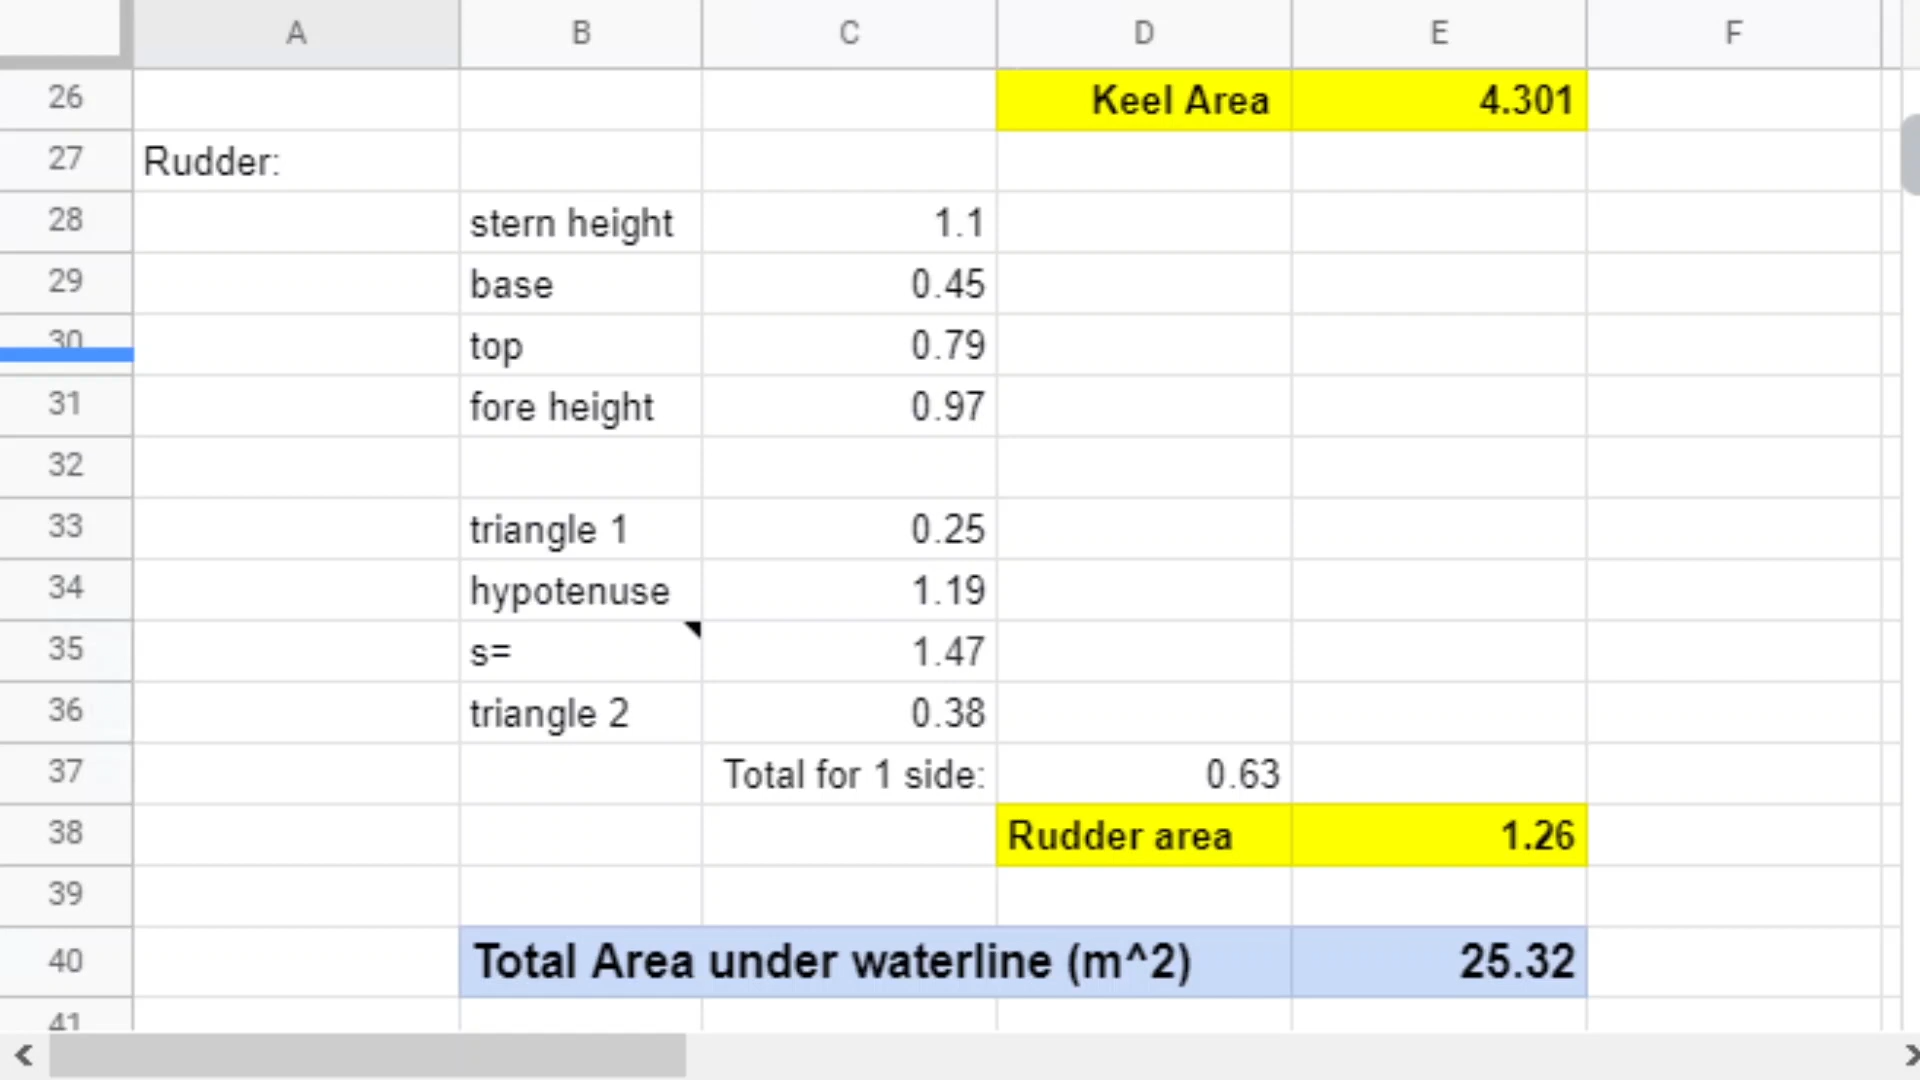 A B C D E F
26 Keel Area 4.301
27 Rudder:
28 stern height 1.1
29 base 0.45
30 top 0.79
31 fore height 0.97
32
33 triangle 1 0.25
34 hypotenuse 1.19
35 s= 1.47
36 triangle 2 0.38
37 Total for 1 side: 0.63
38 Rudder area 1.26
39
40 Total Area under waterline (m^2) 25.32
41